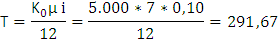 T = K₀μ i / 12 = 5.000 * 7 * 0,10 / 12 = 291,67